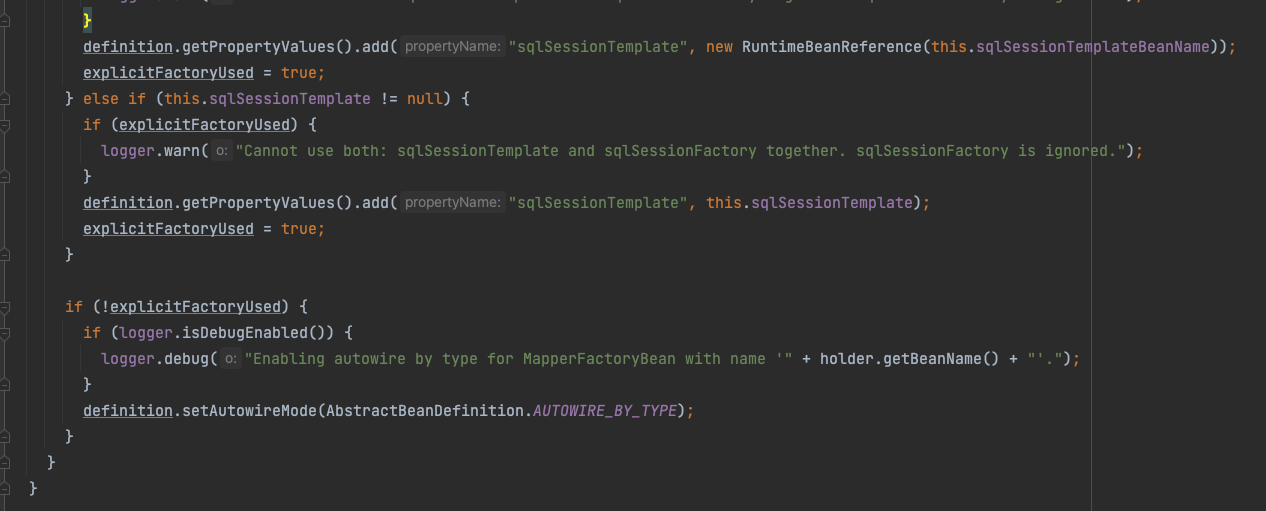 }
definition.getPropertyValues().add( propertyName: "sqlSessionTemplate", new RuntimeBeanReference(this.sqlSessionTemplateBeanName));
explicitFactoryUsed = true;
} else if (this.sqlSessionTemplate != null) {
if (explicitFactoryUsed) {
logger.warn( o: "Cannot use both: sqlSessionTemplate and sqlSessionFactory together. sqlSessionFactory is ignored.");
}
definition.getPropertyValues().add( propertyName: "sqlSessionTemplate", this.sqlSessionTemplate);
explicitFactoryUsed = true;
}
if (!explicitFactoryUsed) {
if (logger.isDebugEnabled()) {
logger.debug( o: "Enabling autowire by type for MapperFactoryBean with name '" + holder.getBeanName() + "'.");
}
definition.setAutowireMode(AbstractBeanDefinition.AUTOWIRE_BY_TYPE);
}
}
}